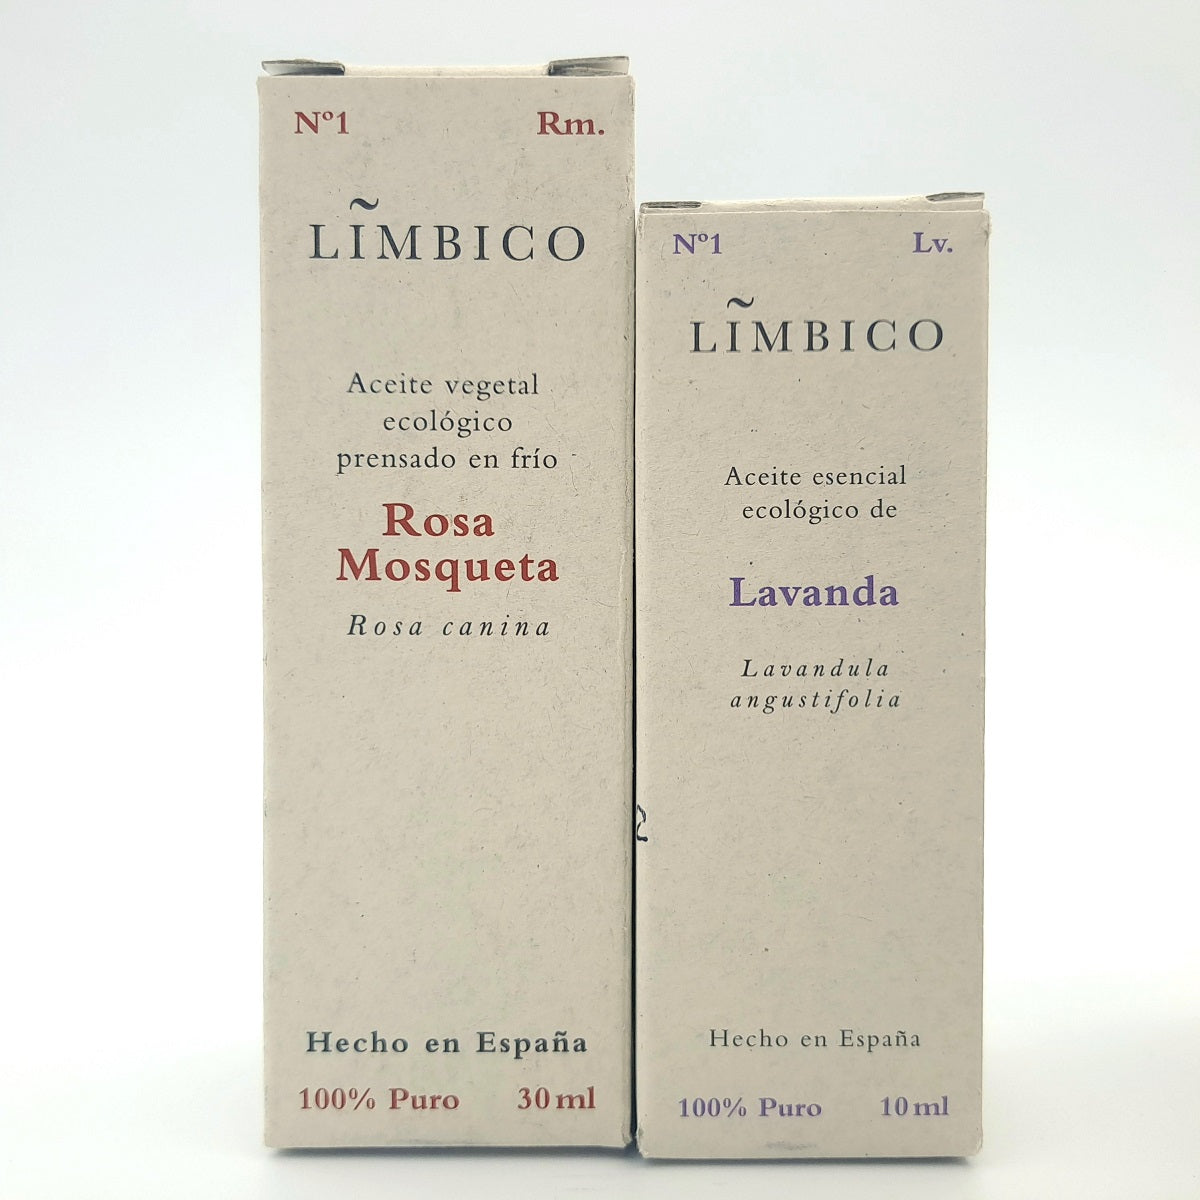 Nº1 Rm.
LĩMBICO
Aceite vegetal
ecológico
prensado en frío
Rosa
Mosqueta
Rosa canina
Hecho en España
100% Puro 30 ml
Nº1 Lv.
LĩMBICO
Aceite esencial
ecológico de
Lavanda
Lavandula
angustifolia
Hecho en España
100% Puro 10 ml